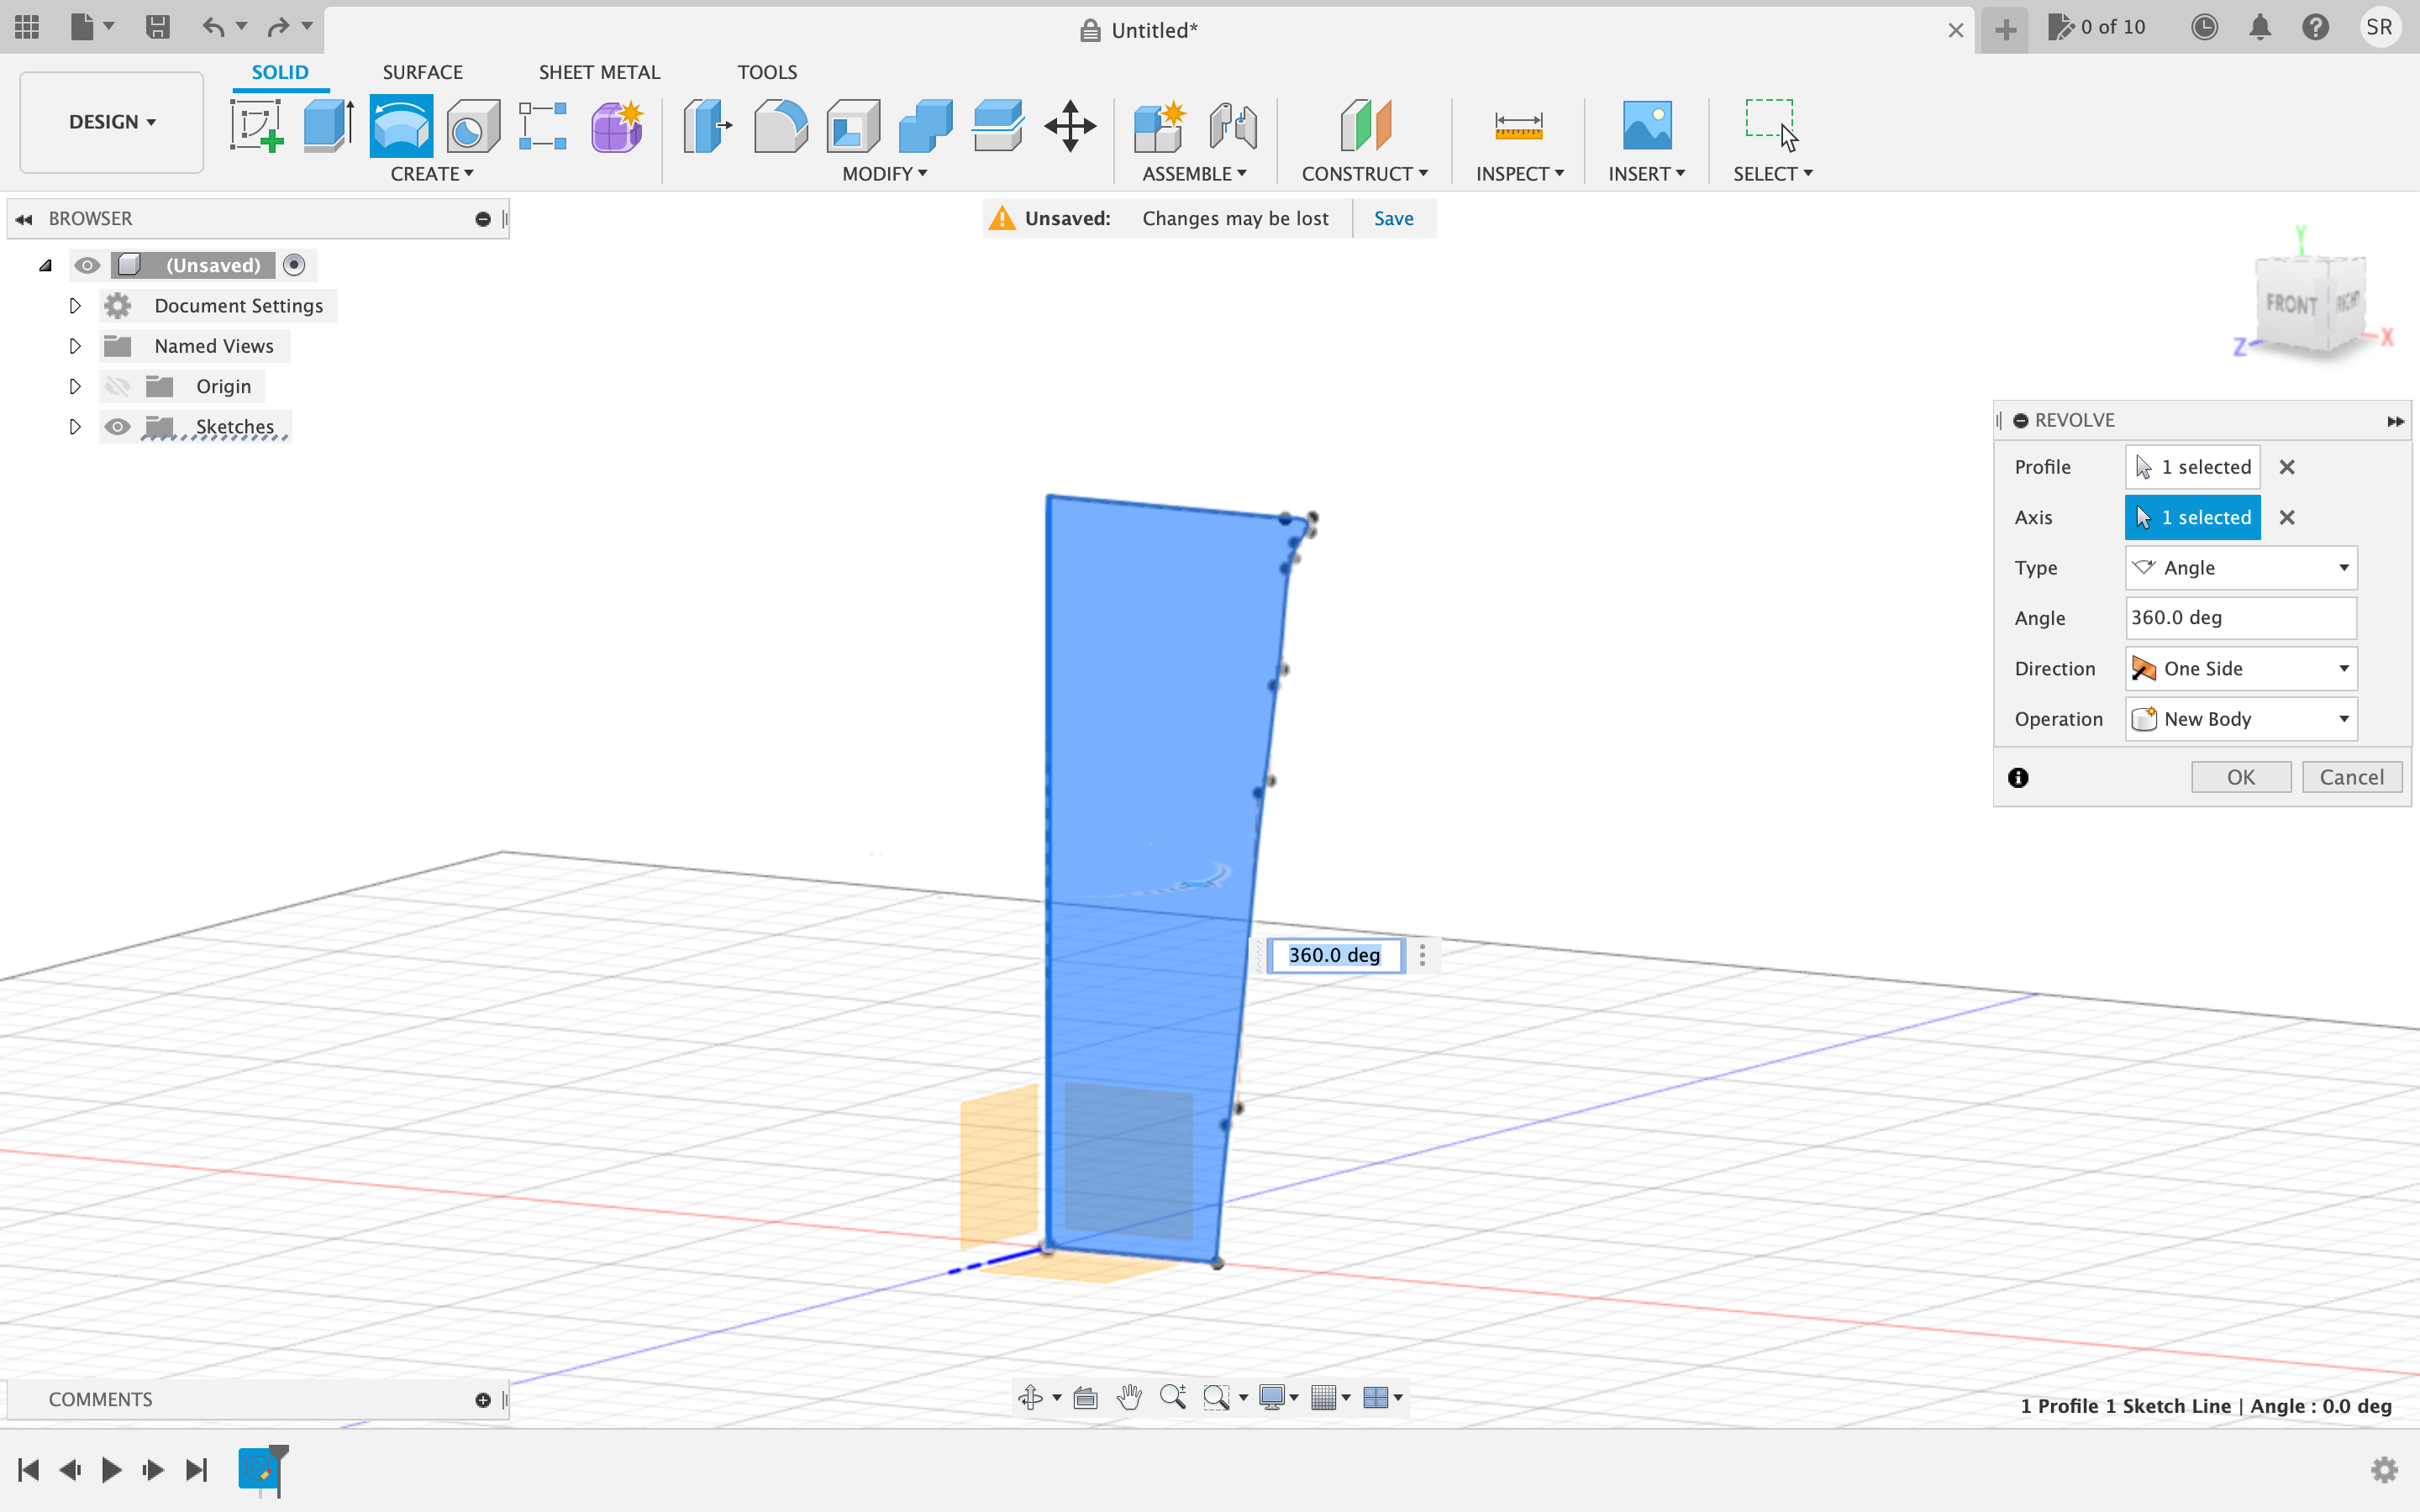 Untitled*
0 of 10
SR
DESIGN
SOLID
SURFACE
SHEET METAL
TOOLS
CREATE
MODIFY
ASSEMBLE
CONSTRUCT
INSPECT
INSERT
SELECT
BROWSER
Unsaved: Changes may be lost Save
(Unsaved)
Document Settings
Named Views
Origin
Sketches
Y
FRONT
RIGHT
Z
X
REVOLVE
Profile 1 selected
Axis 1 selected
Type Angle
Angle 360.0 deg
Direction One Side
Operation New Body
OK Cancel
360.0 deg
COMMENTS
1 Profile 1 Sketch Line | Angle : 0.0 deg